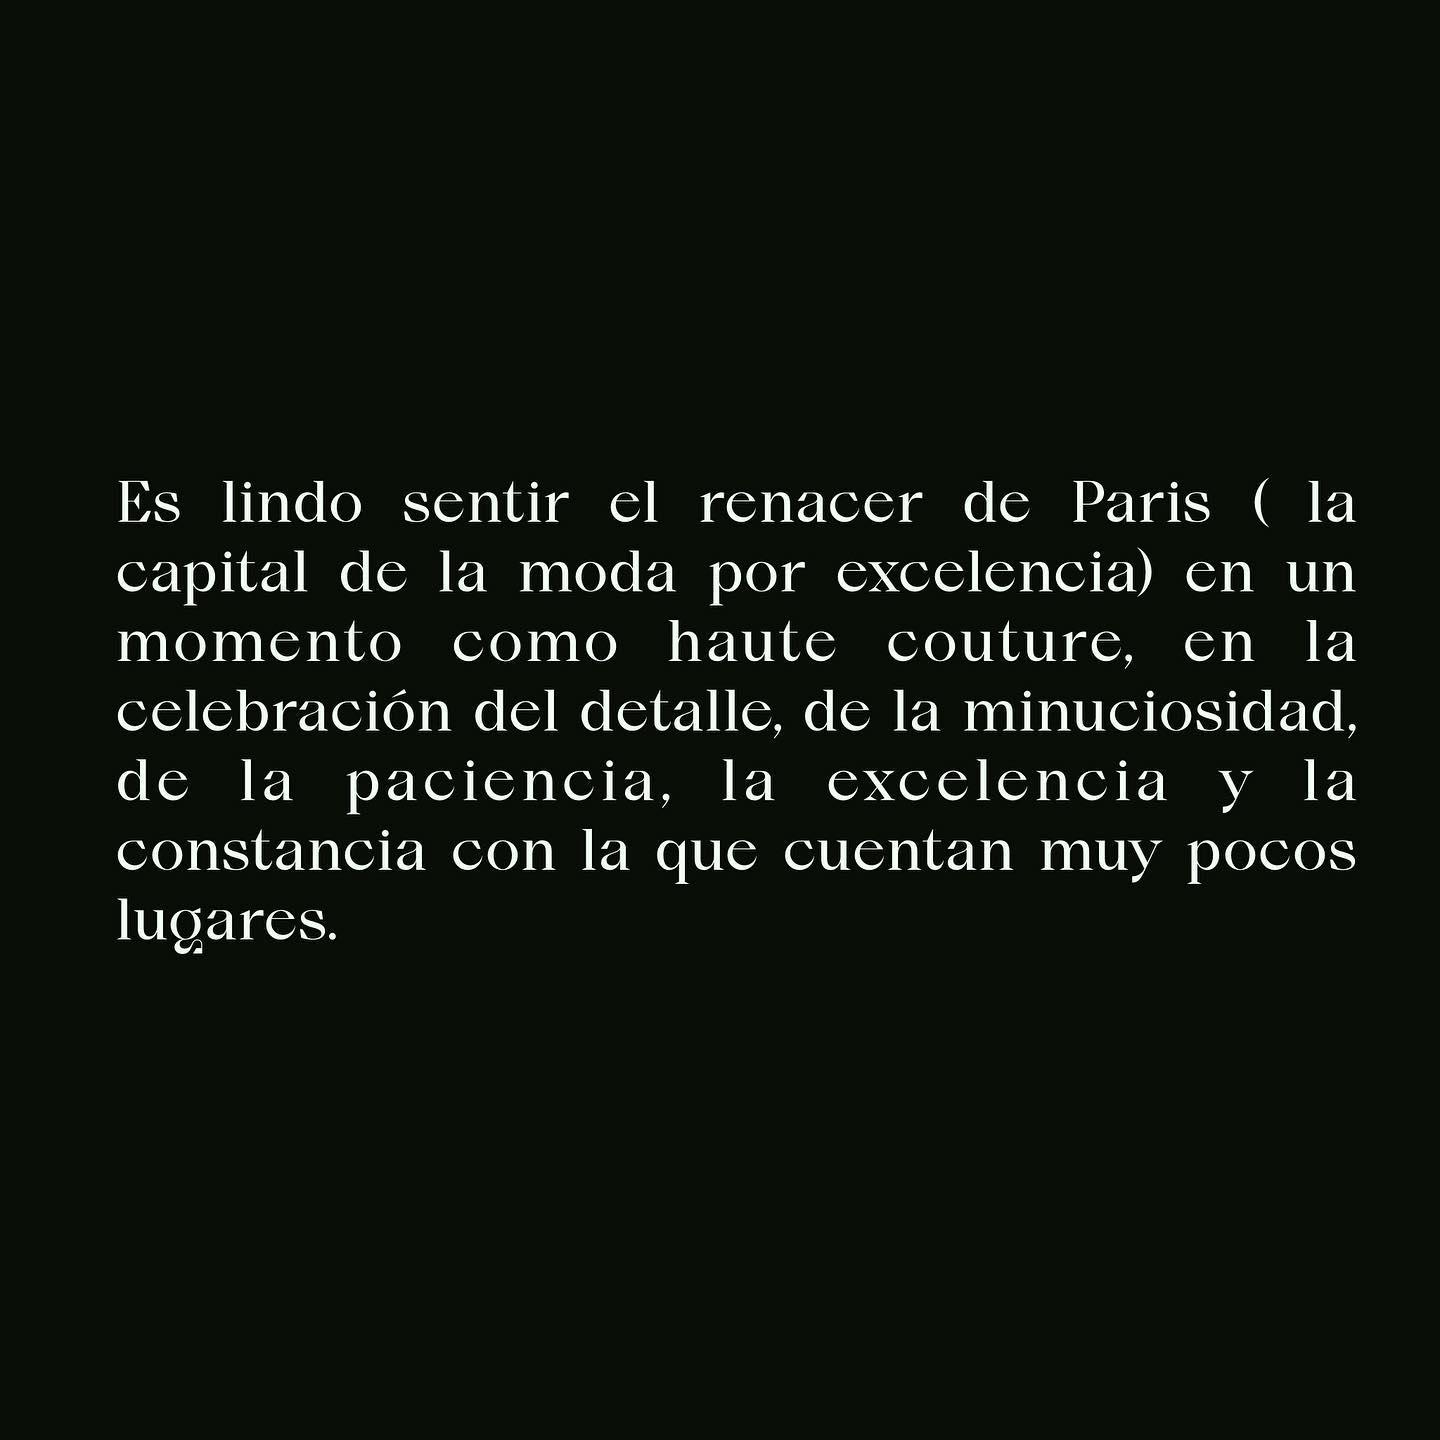 Es lindo sentir el renacer de Paris ( la
capital de la moda por excelencia) en un
momento como haute couture, en la
celebración del detalle, de la minuciosidad,
de la paciencia, la excelencia y la
constancia con la que cuentan muy pocos
lugares.